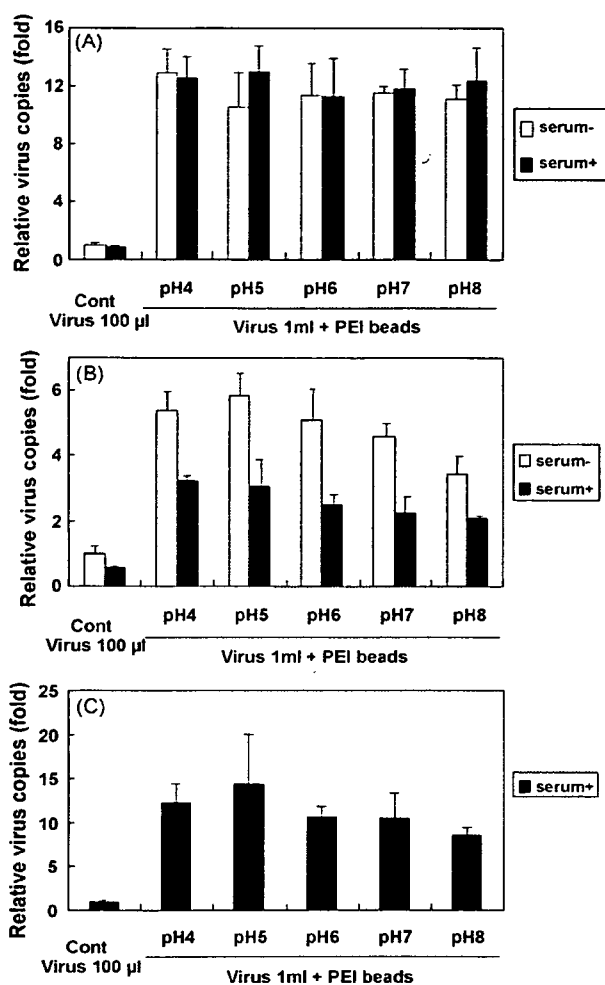 (A)
Relative virus copies (fold)
16
12
8
4
0
serum-
serum+
pH4 pH5 pH6 pH7 pH8
Cont
Virus 100 µl
Virus 1ml + PEI beads
(B)
Relative virus copies (fold)
6
4
2
0
serum-
serum+
pH4 pH5 pH6 pH7 pH8
Cont
Virus 100 µl
Virus 1ml + PEI beads
(C)
Relative virus copies (fold)
25
20
15
10
5
0
serum+
pH4 pH5 pH6 pH7 pH8
Cont
Virus 100 µl
Virus 1ml + PEI beads